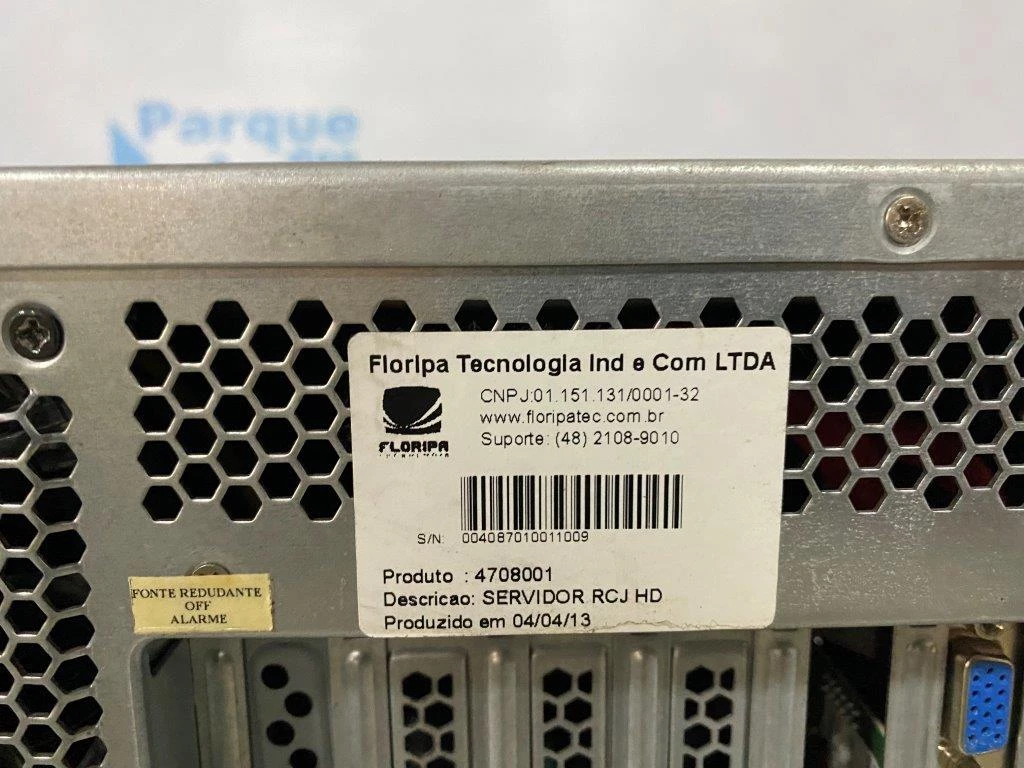 Parque
Floripa Tecnologia Ind e Com LTDA
CNPJ:01.151.131/0001-32
www.floripatec.com.br
Suporte: (48) 2108-9010
FLORIPA
S/N: 004087010011009
Produto : 4708001
Descricao: SERVIDOR RCJ HD
Produzido em 04/04/13
FONTE REDUDANTE
OFF
ALARME